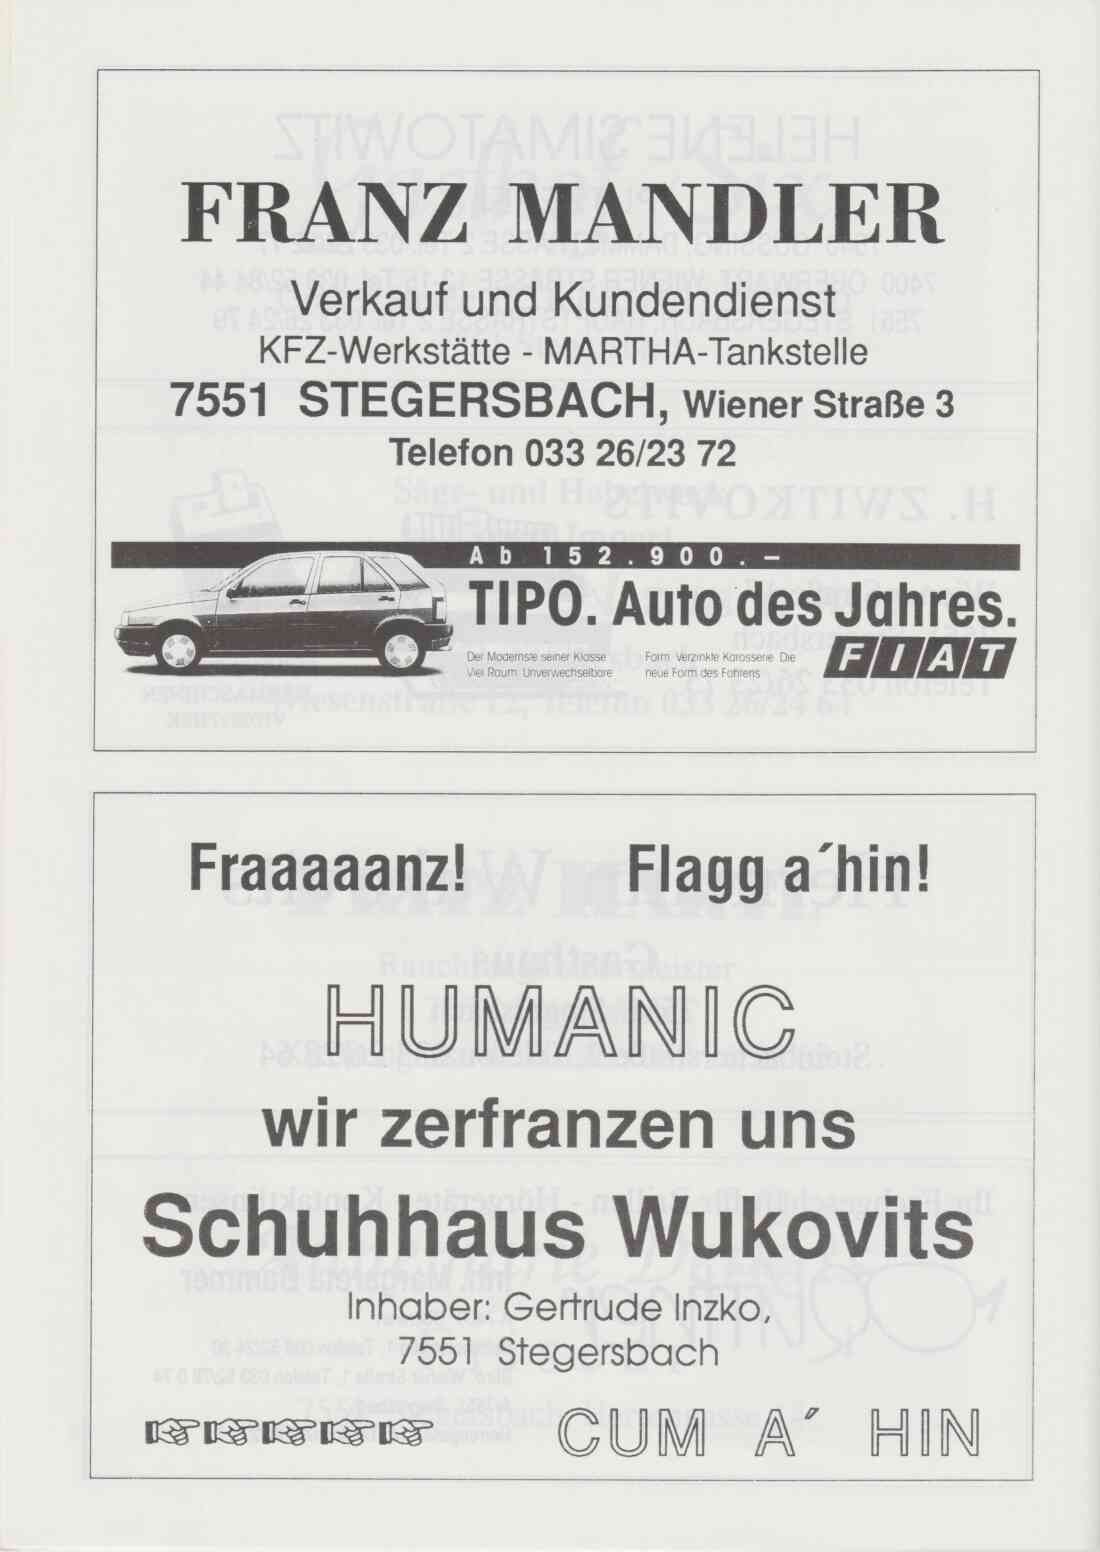 FRANZ MANDLER
Verkauf und Kundendienst
KFZ-Werkstätte - MARTHA-Tankstelle
7551 STEGERSBACH, Wiener Straße 3
Telefon 033 26/23 72
Ab 152.900.–
TIPO. Auto des Jahres.
Der Modernste seiner Klasse
Viel Raum. Unverwechselbare
Form. Verzinkte Karosserie. Die
neue Form des Fahrens.
FIAT
Fraaaaanz! Flagg a´hin!
HUMANIC
wir zerfranzen uns
Schuhhaus Wukovits
Inhaber: Gertrude Inzko,
7551 Stegersbach
CUM A´ HIN